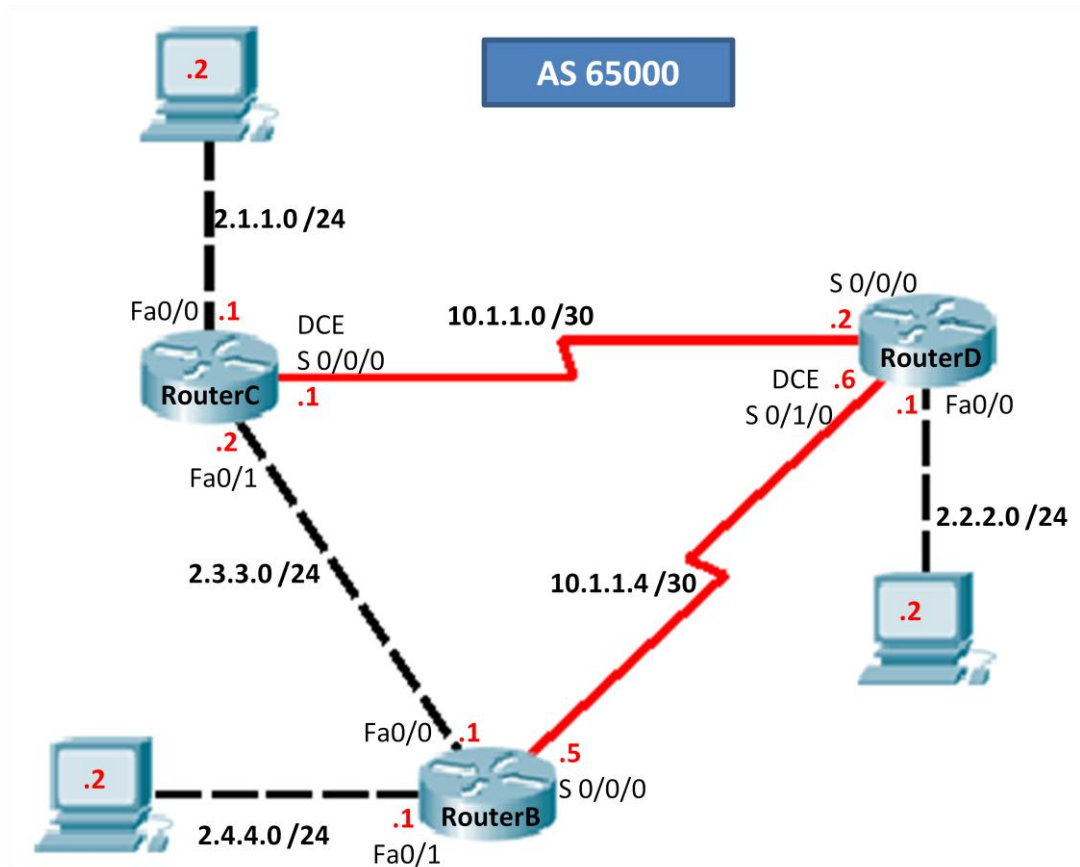 .2
AS 65000
2.1.1.0 /24
Fa0/0
.1
DCE
S 0/0/0
.1
RouterC
10.1.1.0 /30
S 0/0/0
.2
RouterD
DCE
.6
S 0/1/0
.1
Fa0/0
.2
Fa0/1
2.2.2.0 /24
2.3.3.0 /24
10.1.1.4 /30
.2
Fa0/0
.1
.5
S 0/0/0
RouterB
.2
.1
2.4.4.0 /24
Fa0/1